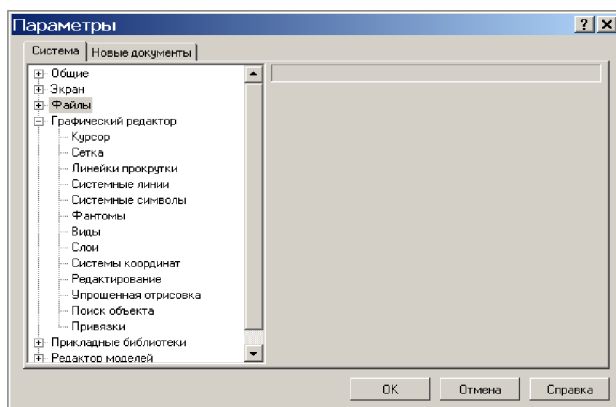 Параметры
Система Новые документы
Общие
Экран
Файлы
Графический редактор
Курсор
Сетка
Линейки прокрутки
Системные линии
Системные символы
Фантомы
Виды
Слои
Системы координат
Редактирование
Упрощенная отрисовка
Поиск объекта
Привязки
Прикладные библиотеки
Редактор моделей
OK Отмена Справка